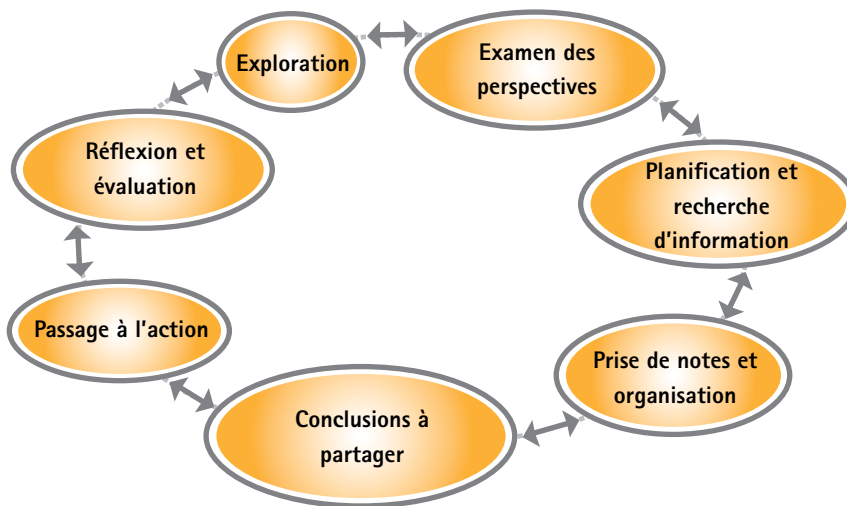 Exploration
Examen des
perspectives
Planification et
recherche
d'information
Prise de notes et
organisation
Conclusions à
partager
Passage à l'action
Réflexion et
évaluation